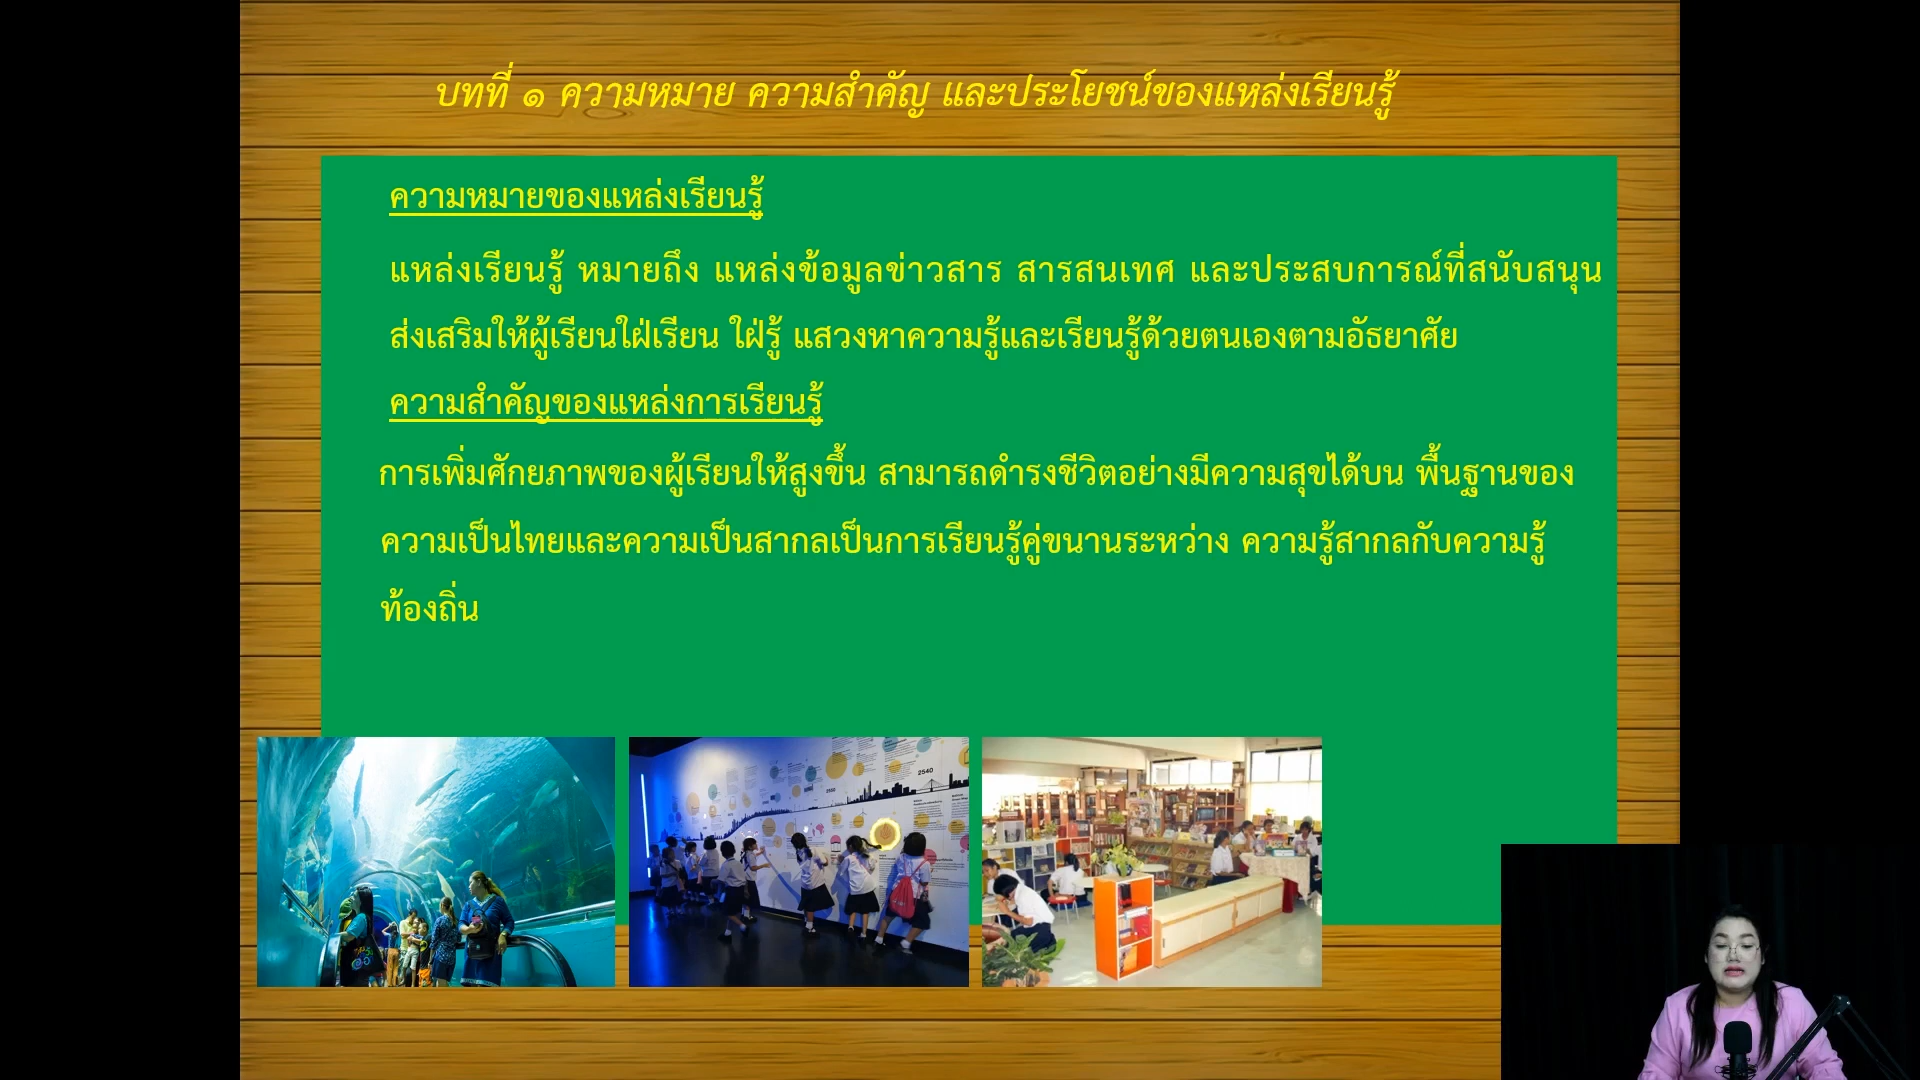 บทที่ ๑ ความหมาย ความสำคัญ และประโยชน์ของแหล่งเรียนรู้
ความหมายของแหล่งเรียนรู้
แหล่งเรียนรู้ หมายถึง แหล่งข้อมูลข่าวสาร สารสนเทศ และประสบการณ์ที่สนับสนุน
ส่งเสริมให้ผู้เรียนใฝ่เรียน ใฝ่รู้ แสวงหาความรู้และเรียนรู้ด้วยตนเองตามอัธยาศัย
ความสำคัญของแหล่งการเรียนรู้
การเพิ่มศักยภาพของผู้เรียนให้สูงขึ้น สามารถดำรงชีวิตอย่างมีความสุขได้บน พื้นฐานของ
ความเป็นไทยและความเป็นสากลเป็นการเรียนรู้คู่ขนานระหว่าง ความรู้สากลกับความรู้
ท้องถิ่น
2540